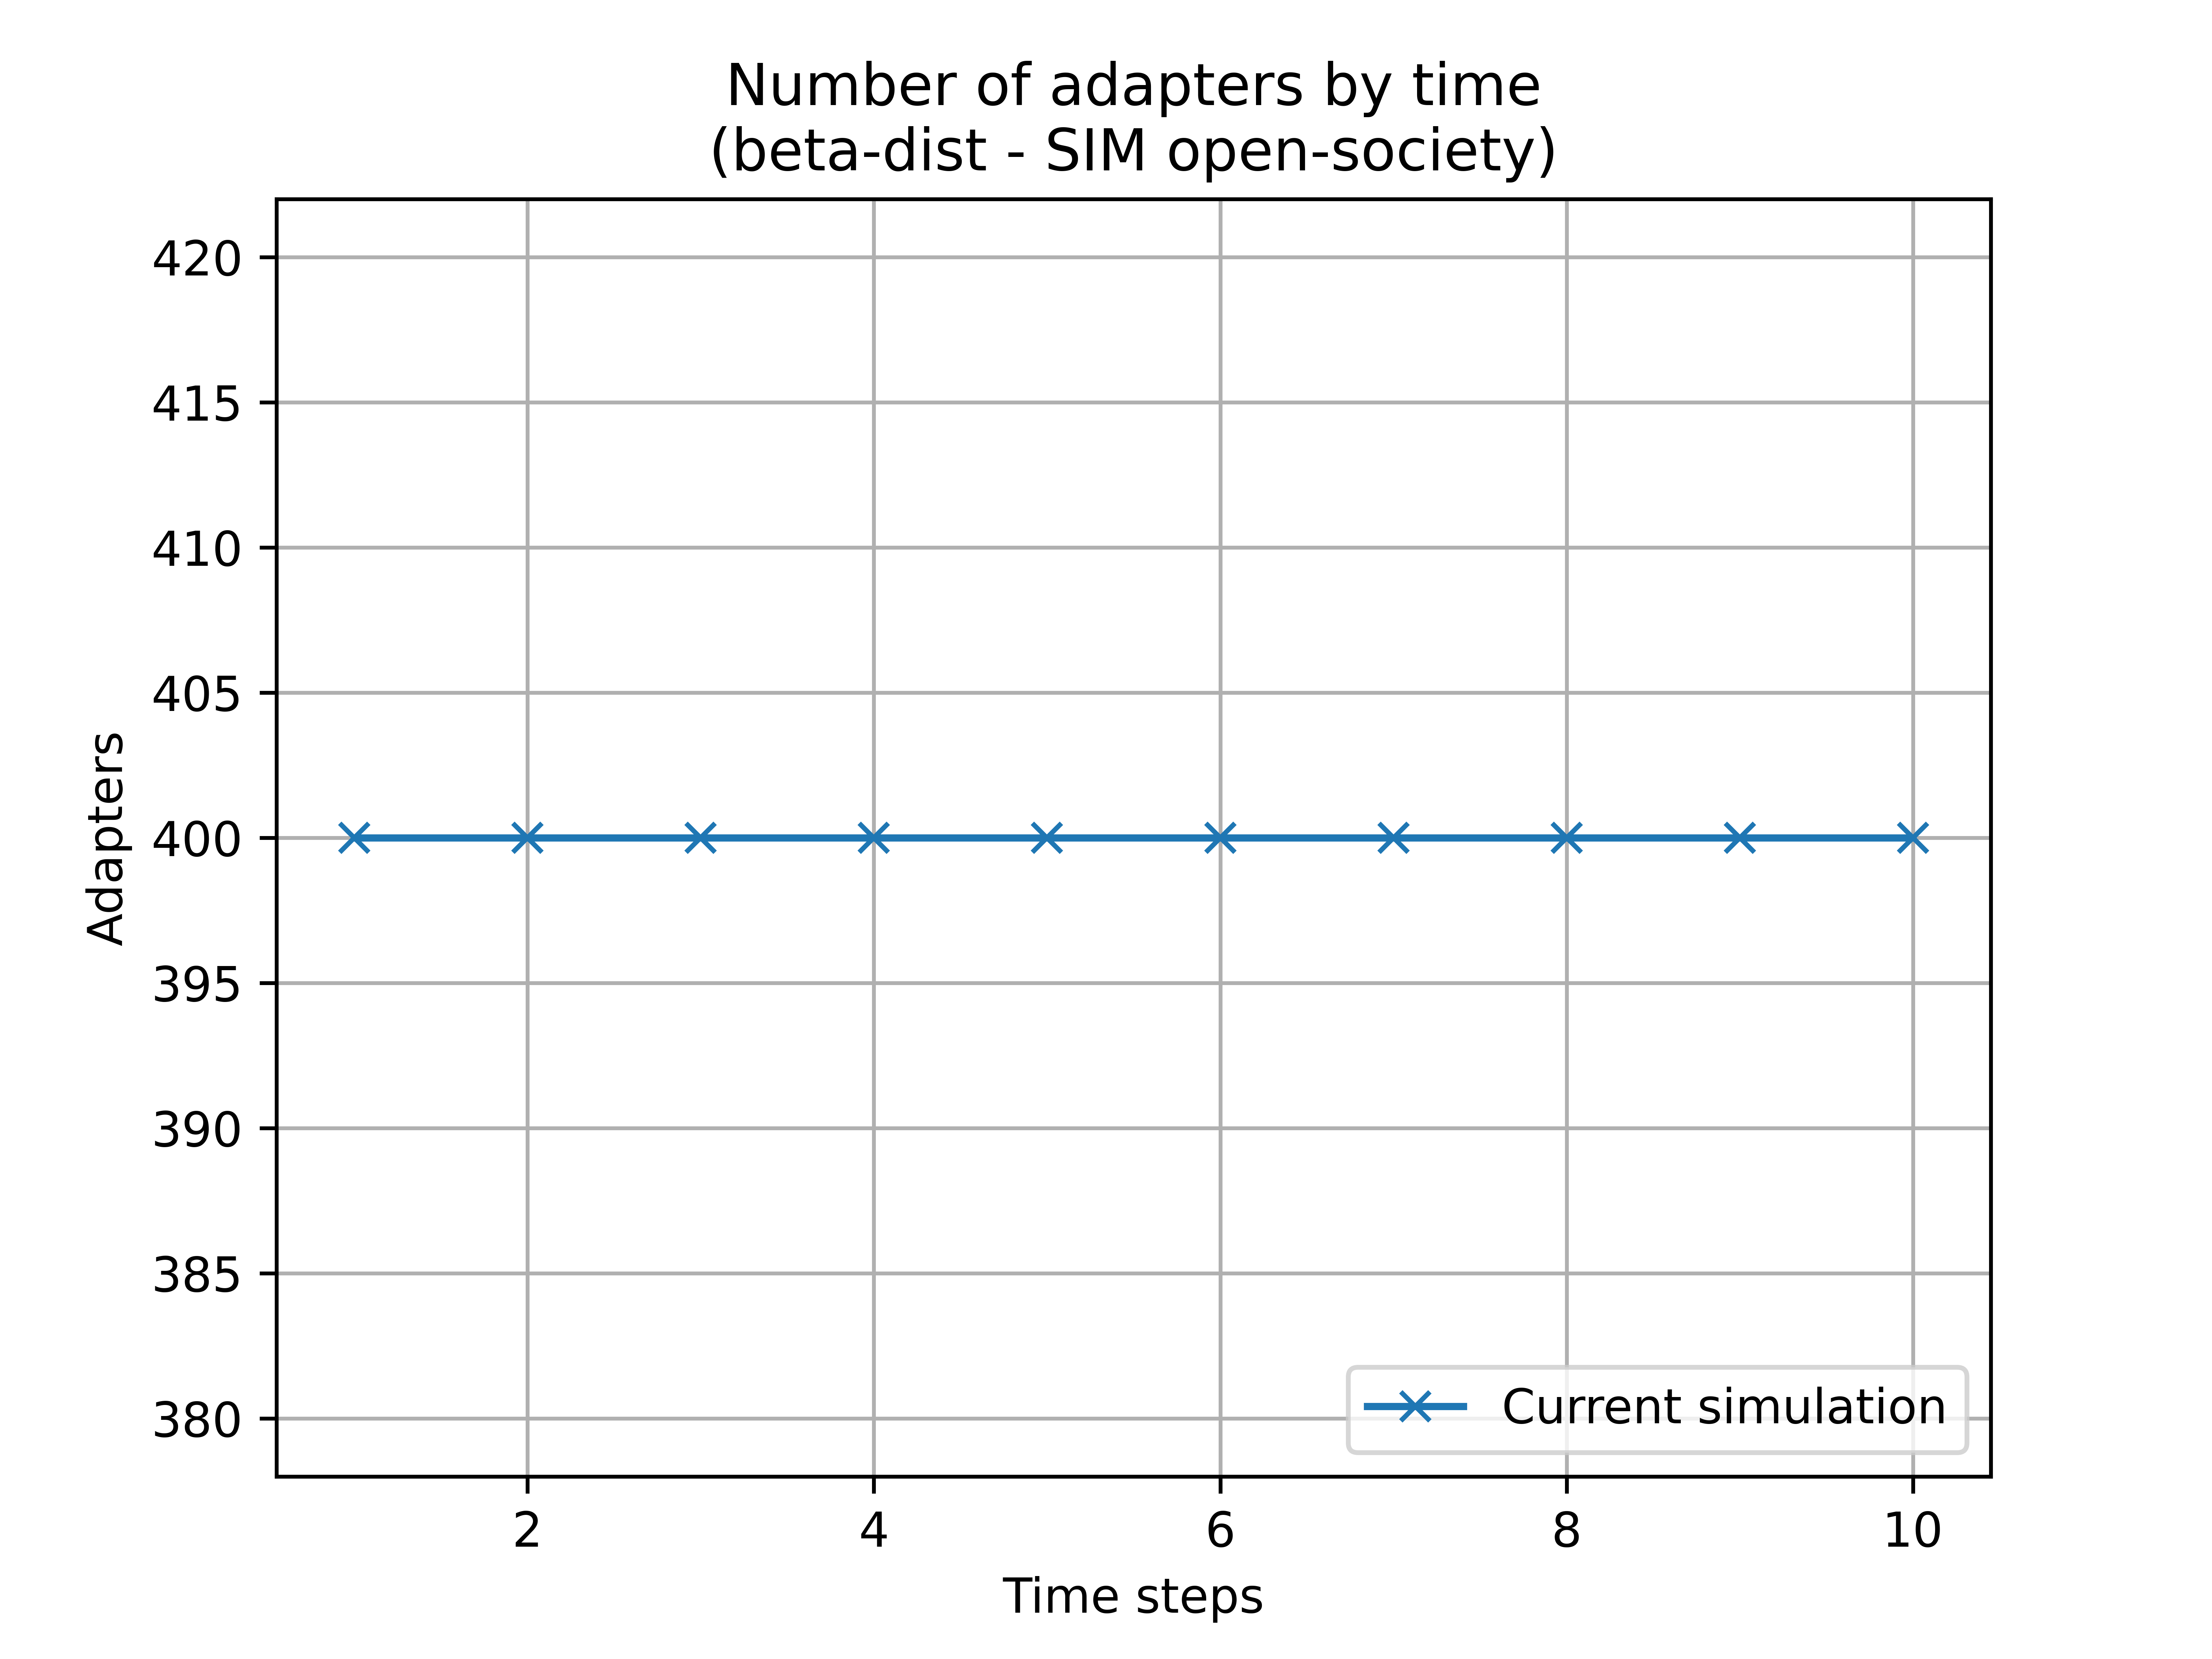 Number of adapters by time
(beta-dist - SIM open-society)
420
415
410
405
400
395
390
385
380
Adapters
Current simulation
2 4 6 8 10
Time steps